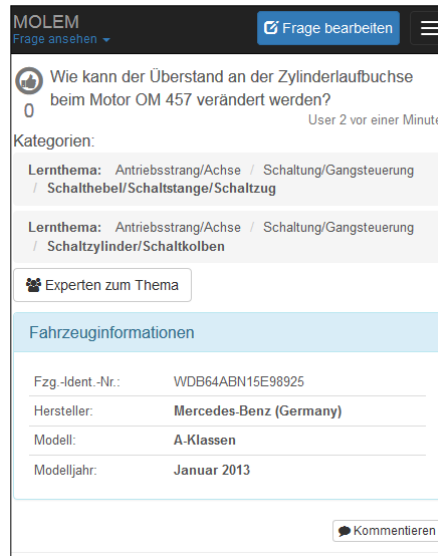 MOLEM
Frage ansehen
Frage bearbeiten
Wie kann der Überstand an der Zylinderlaufbuchse
beim Motor OM 457 verändert werden?
0
User 2 vor einer Minute
Kategorien:
Lernthema: Antriebsstrang/Achse / Schaltung/Gangsteuerung
/ Schalthebel/Schaltstange/Schaltzug
Lernthema: Antriebsstrang/Achse / Schaltung/Gangsteuerung
/ Schaltzylinder/Schaltkolben
Experten zum Thema
Fahrzeuginformationen
Fzg.-Ident.-Nr.: WDB64ABN15E98925
Hersteller: Mercedes-Benz (Germany)
Modell: A-Klassen
Modelljahr: Januar 2013
Kommentieren